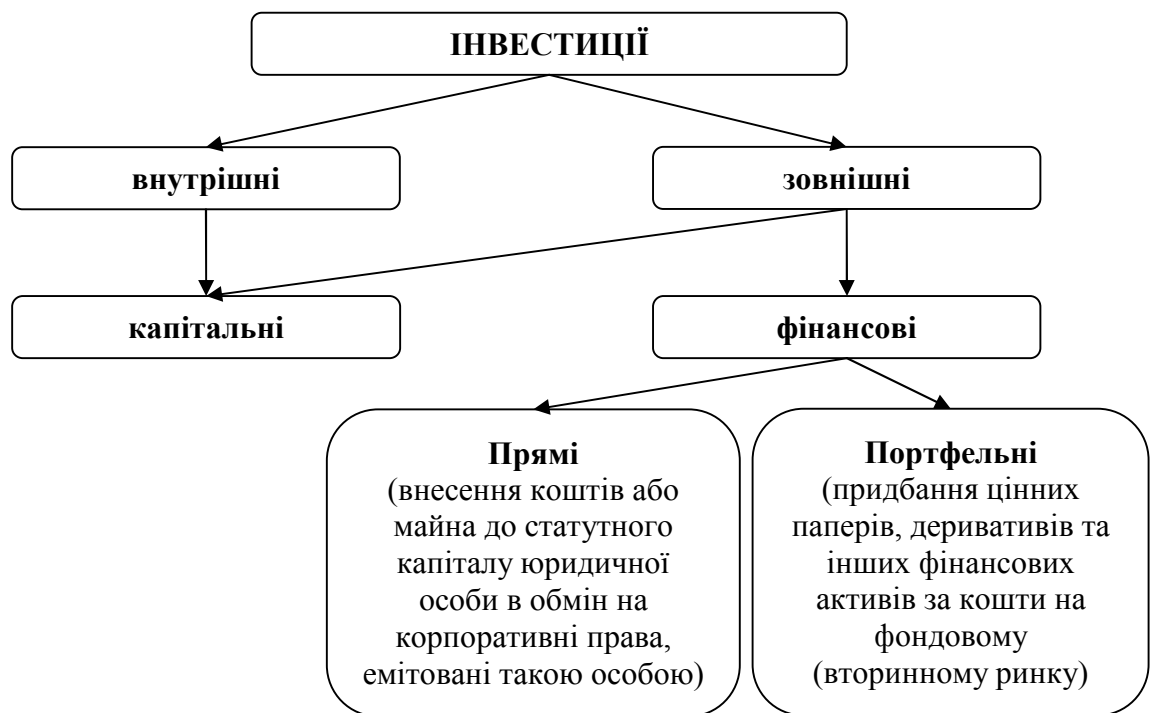 ІНВЕСТИЦІЇ
внутрішні
зовнішні
капітальні
фінансові
Прямі
(внесення коштів або
майна до статутного
капіталу юридичної
особи в обмін на
корпоративні права,
емітовані такою особою)
Портфельні
(придбання цінних
паперів, деривативів та
інших фінансових
активів за кошти на
фондовому
(вторинному ринку)